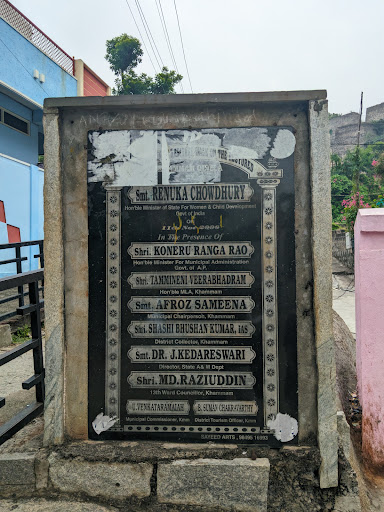 Smt. RENUKA CHOWDHURY
Hon'ble Minister of State For Women & Child Development
Govt. of India
On
In the Presence Of
Shri. KONERU RANGA RAO
Hon'ble Minister For Municipal Administration
Govt. of A.P.
Shri. TAMMINENI VEERABHADRAM
Hon'ble MLA, Khammam
Smt. AFROZ SAMEENA
Municipal Chairperson, Khammam
Shri. SHASHI BHUSHAN KUMAR, IAS
District Collector, Khammam
Smt. DR. J.KEDARESWARI
Director, State A& M Dept
Shri. MD.RAZIUDDIN
13th Ward Councillor, Khammam
VENKATARAMAIAH
B. SUMAN CHAKRAVARTHY
Municipal Commissioner, Kmm
District Tourism Officer, Kmm
SAYEED ARTS